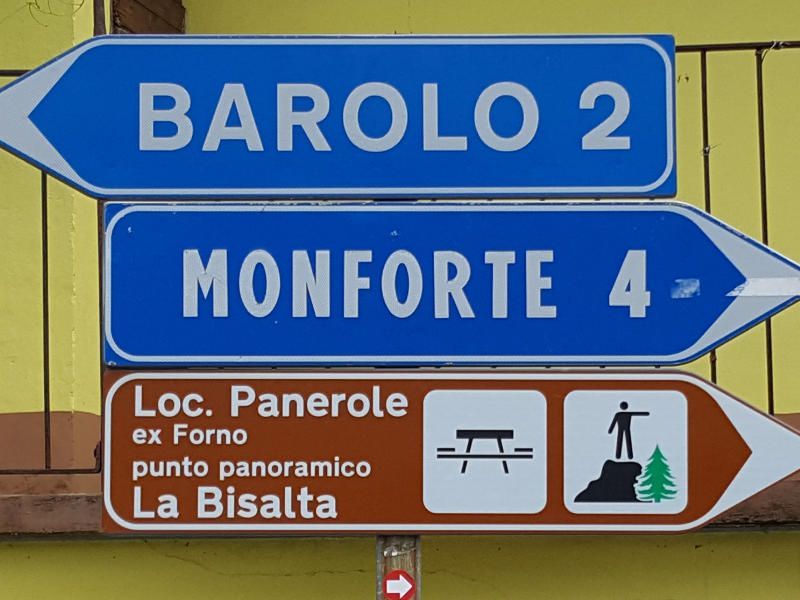 BAROLO 2
MONFORTE 4
Loc. Panerole
ex Forno
punto panoramico
La Bisalta